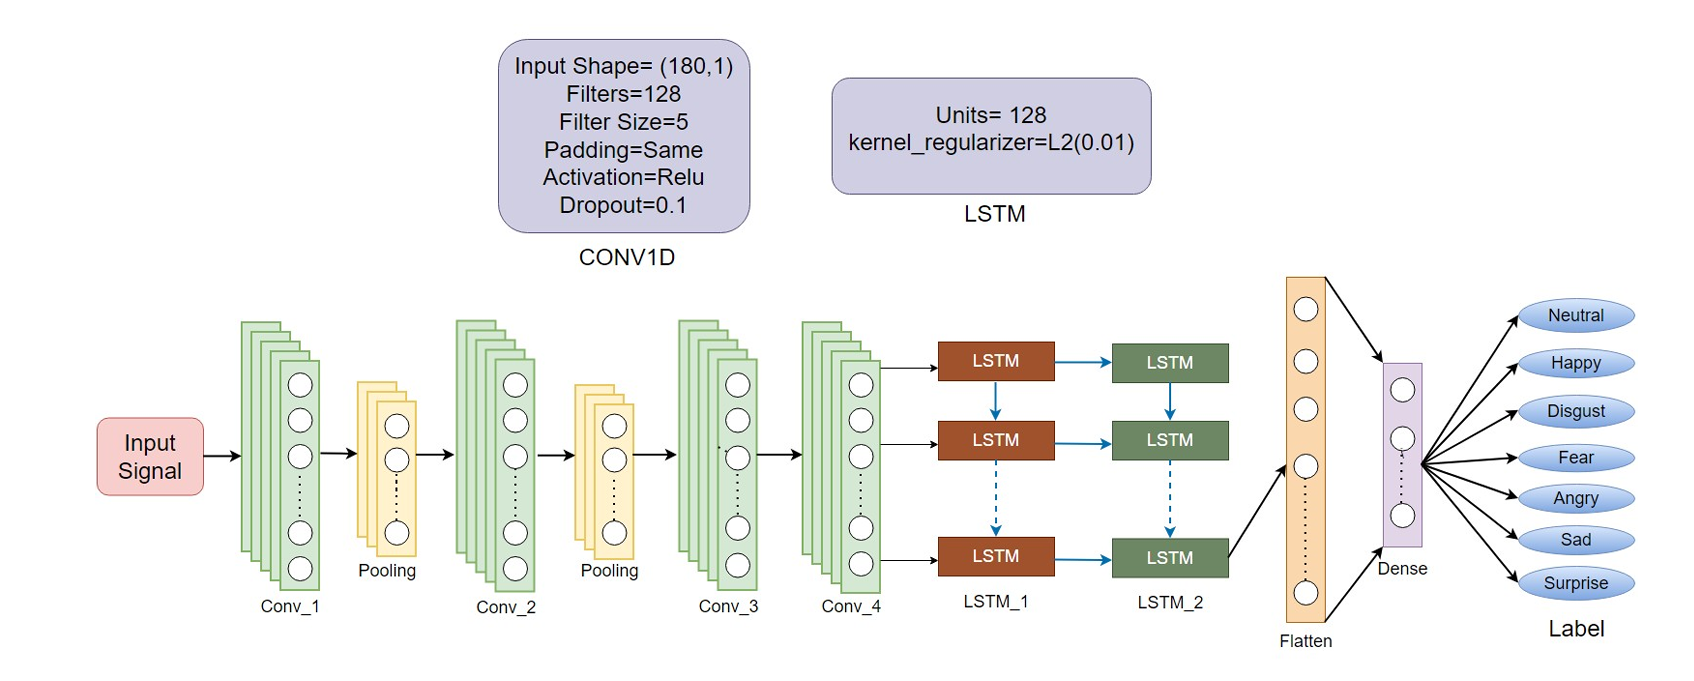 Input Shape= (180,1)
Filters=128
Filter Size=5
Padding=Same
Activation=Relu
Dropout=0.1
CONV1D
Units= 128
kernel_regularizer=L2(0.01)
LSTM
Input
Signal
Conv_1
Pooling
Conv_2
Pooling
Conv_3
Conv_4
LSTM
LSTM
LSTM
LSTM_1
LSTM
LSTM
LSTM
LSTM_2
Flatten
Dense
Neutral
Happy
Disgust
Fear
Angry
Sad
Surprise
Label